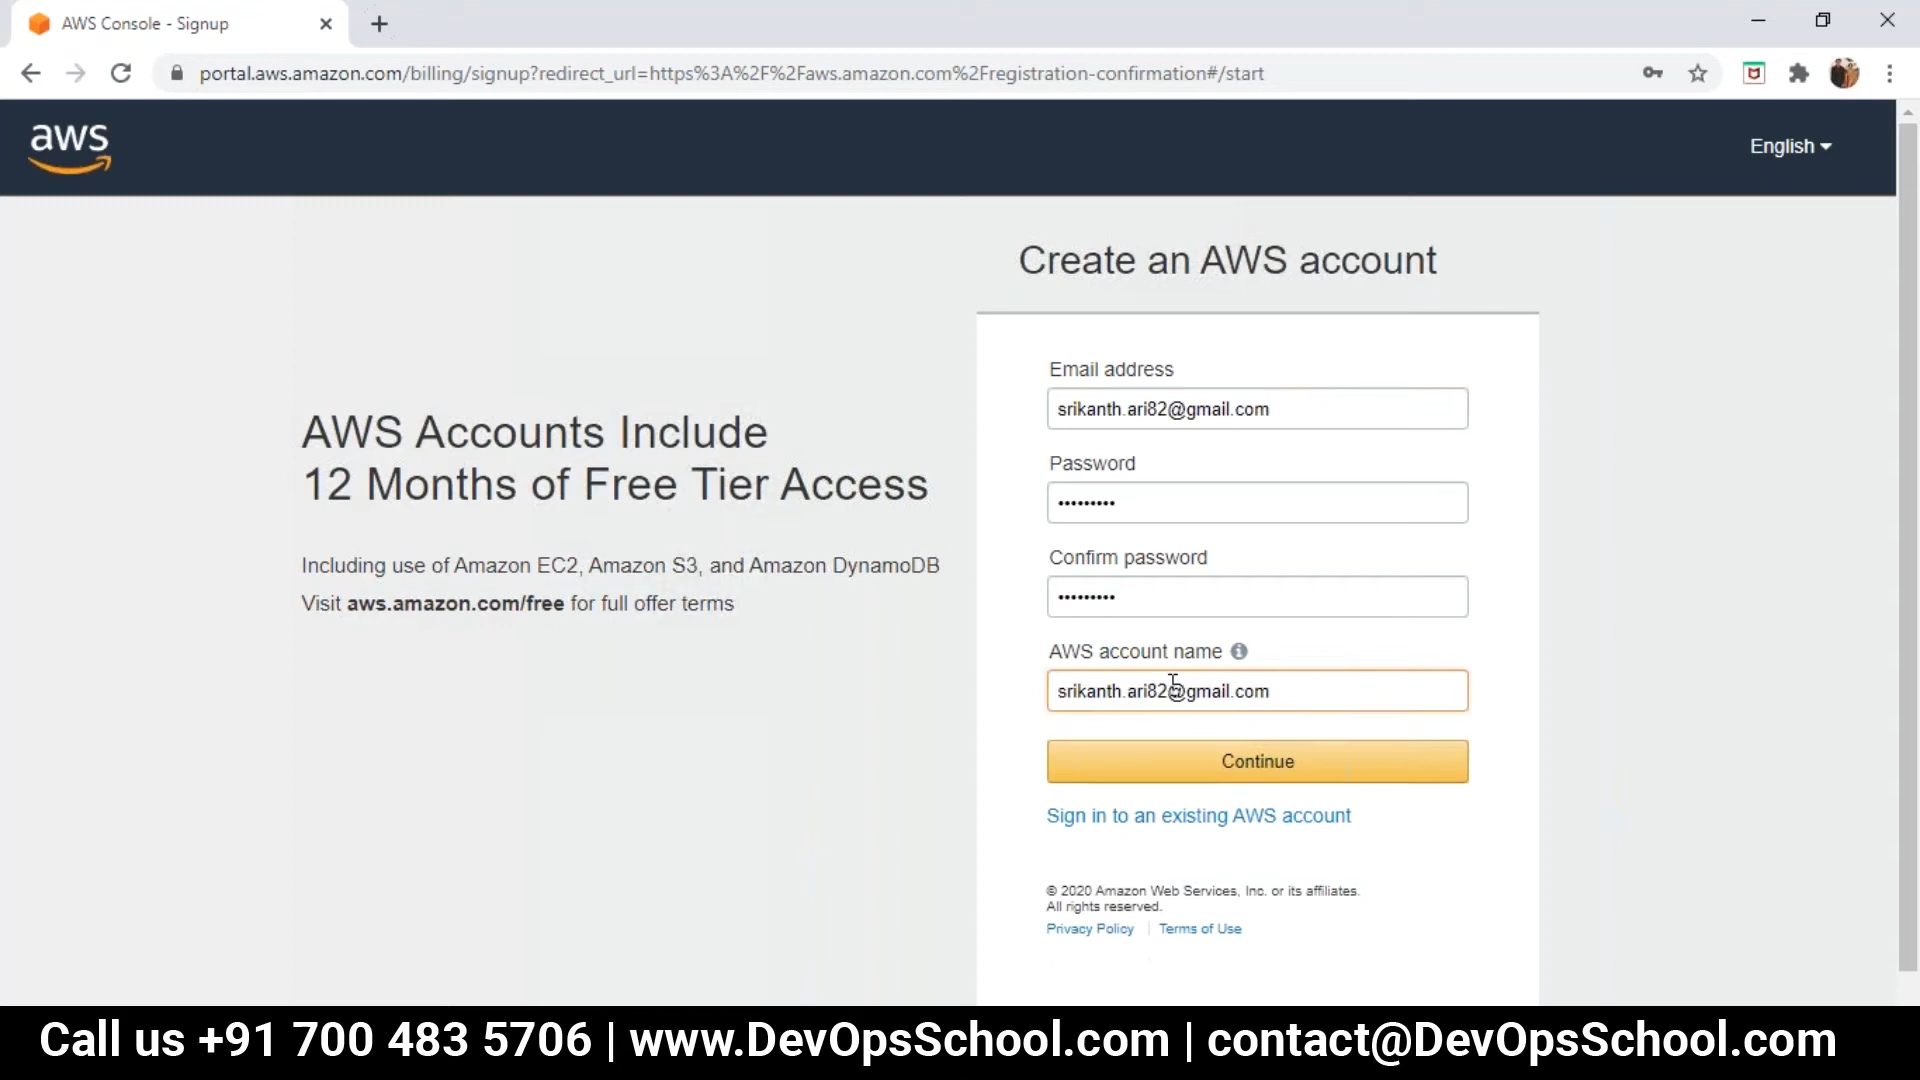 AWS Console - Signup
portal.aws.amazon.com/billing/signup?redirect_url=https%3A%2F%2Faws.amazon.com%2Fregistration-confirmation#/start
aws
English
Create an AWS account
AWS Accounts Include
12 Months of Free Tier Access
Including use of Amazon EC2, Amazon S3, and Amazon DynamoDB
Visit aws.amazon.com/free for full offer terms
Email address
srikanth.ari82@gmail.com
Password
•••••••••
Confirm password
•••••••••
AWS account name
srikanth.ari82@gmail.com
Continue
Sign in to an existing AWS account
© 2020 Amazon Web Services, Inc. or its affiliates.
All rights reserved.
Privacy Policy | Terms of Use
Call us +91 700 483 5706 | www.DevOpsSchool.com | contact@DevOpsSchool.com